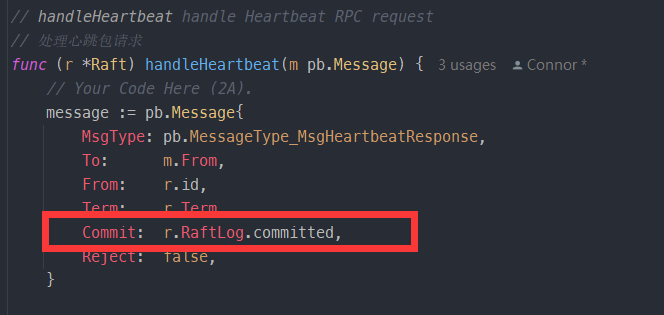 // handleHeartbeat handle Heartbeat RPC request
// 处理心跳包请求
func (r *Raft) handleHeartbeat(m pb.Message) { 3 usages Connor *
// Your Code Here (2A).
message := pb.Message{
MsgType: pb.MessageType_MsgHeartbeatResponse,
To: m.From,
From: r.id,
Term: r.Term
Commit: r.RaftLog.committed,
Reject: false,
}